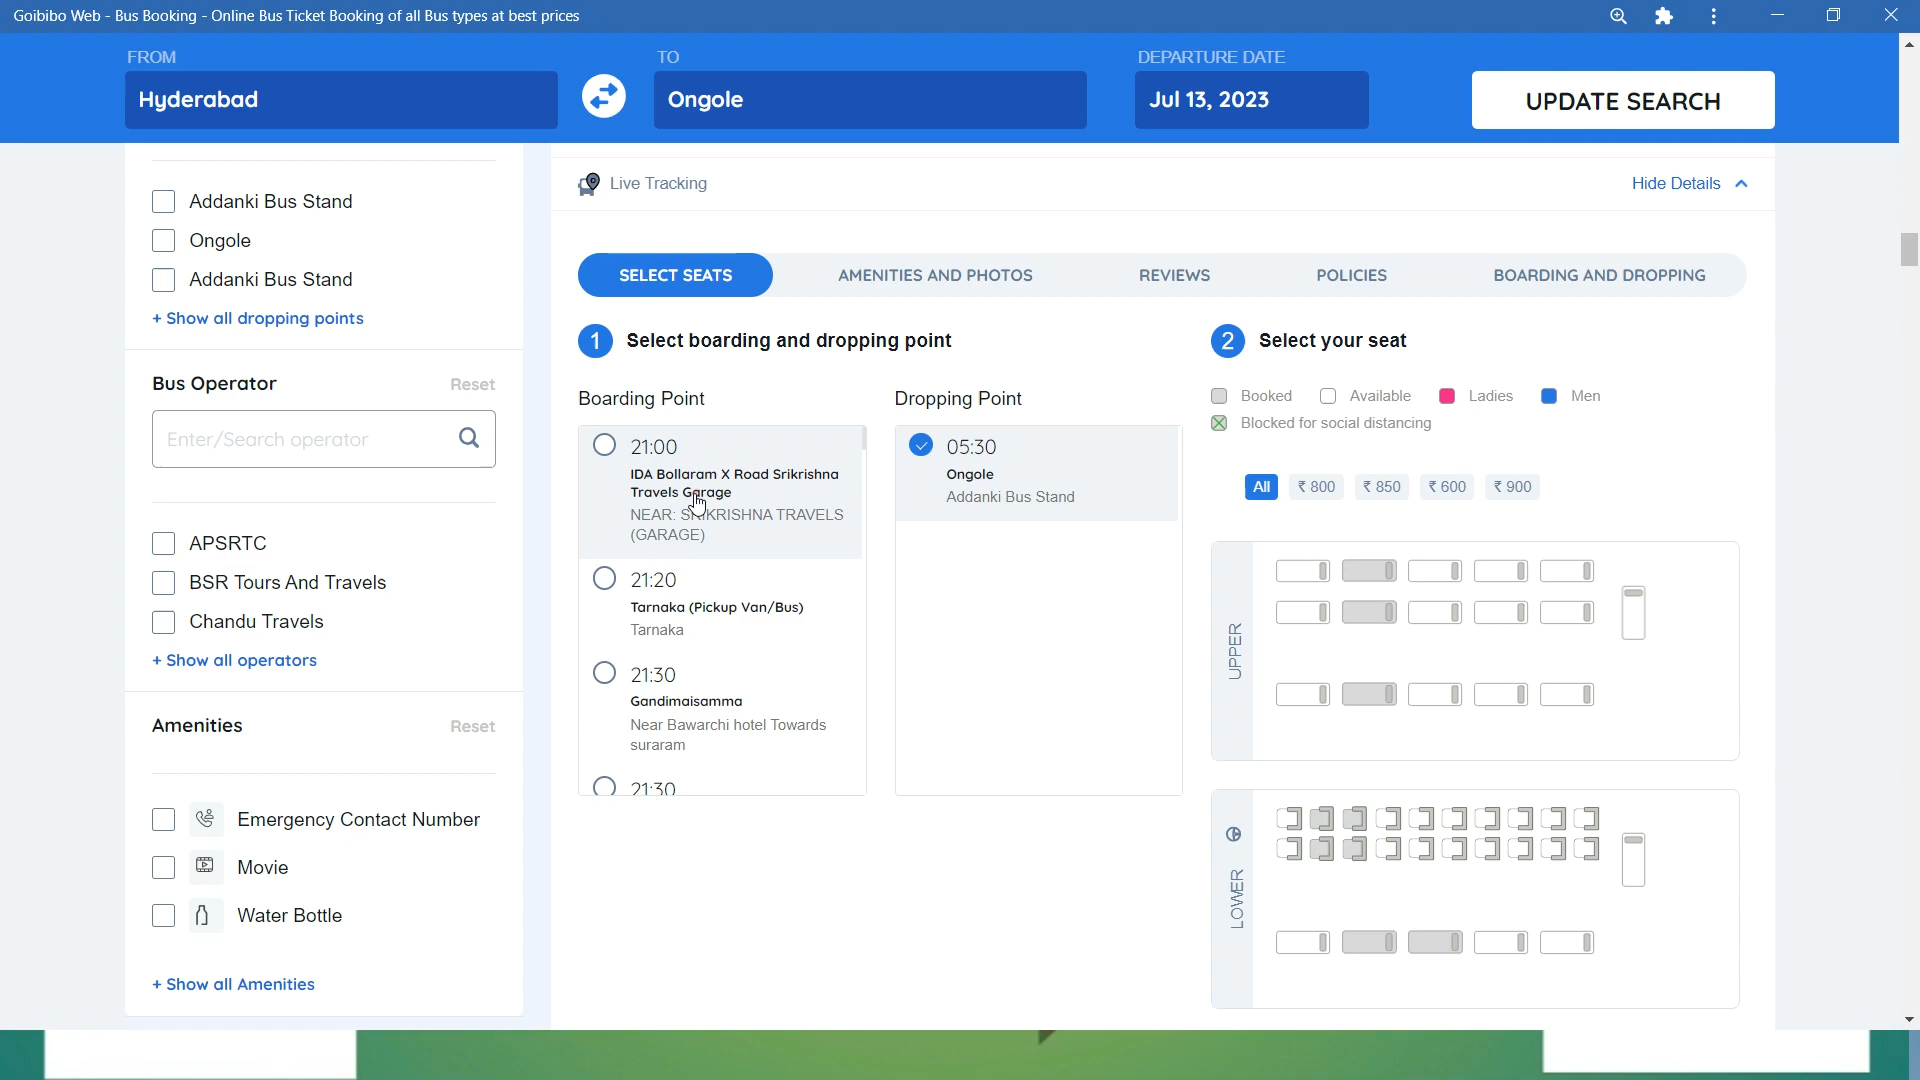 Goibibo Web - Bus Booking - Online Bus Ticket Booking of all Bus types at best prices
FROM
TO
DEPARTURE DATE
Hyderabad
Ongole
Jul 13, 2023
UPDATE SEARCH
Addanki Bus Stand
Ongole
Addanki Bus Stand
+ Show all dropping points
Bus Operator
Reset
Enter/Search operator
APSRTC
BSR Tours And Travels
Chandu Travels
+ Show all operators
Amenities
Reset
Emergency Contact Number
Movie
Water Bottle
+ Show all Amenities
Live Tracking
Hide Details
SELECT SEATS
AMENITIES AND PHOTOS
REVIEWS
POLICIES
BOARDING AND DROPPING
1 Select boarding and dropping point
Boarding Point
21:00
IDA Bollaram X Road Srikrishna
Travels Garage
NEAR: SRIKRISHNA TRAVELS
(GARAGE)
21:20
Tarnaka (Pickup Van/Bus)
Tarnaka
21:30
Gandimaisamma
Near Bawarchi hotel Towards
suraram
21:30
Dropping Point
05:30
Ongole
Addanki Bus Stand
2 Select your seat
Booked
Available
Ladies
Men
Blocked for social distancing
All
₹ 800
₹ 850
₹ 600
₹ 900
UPPER
LOWER